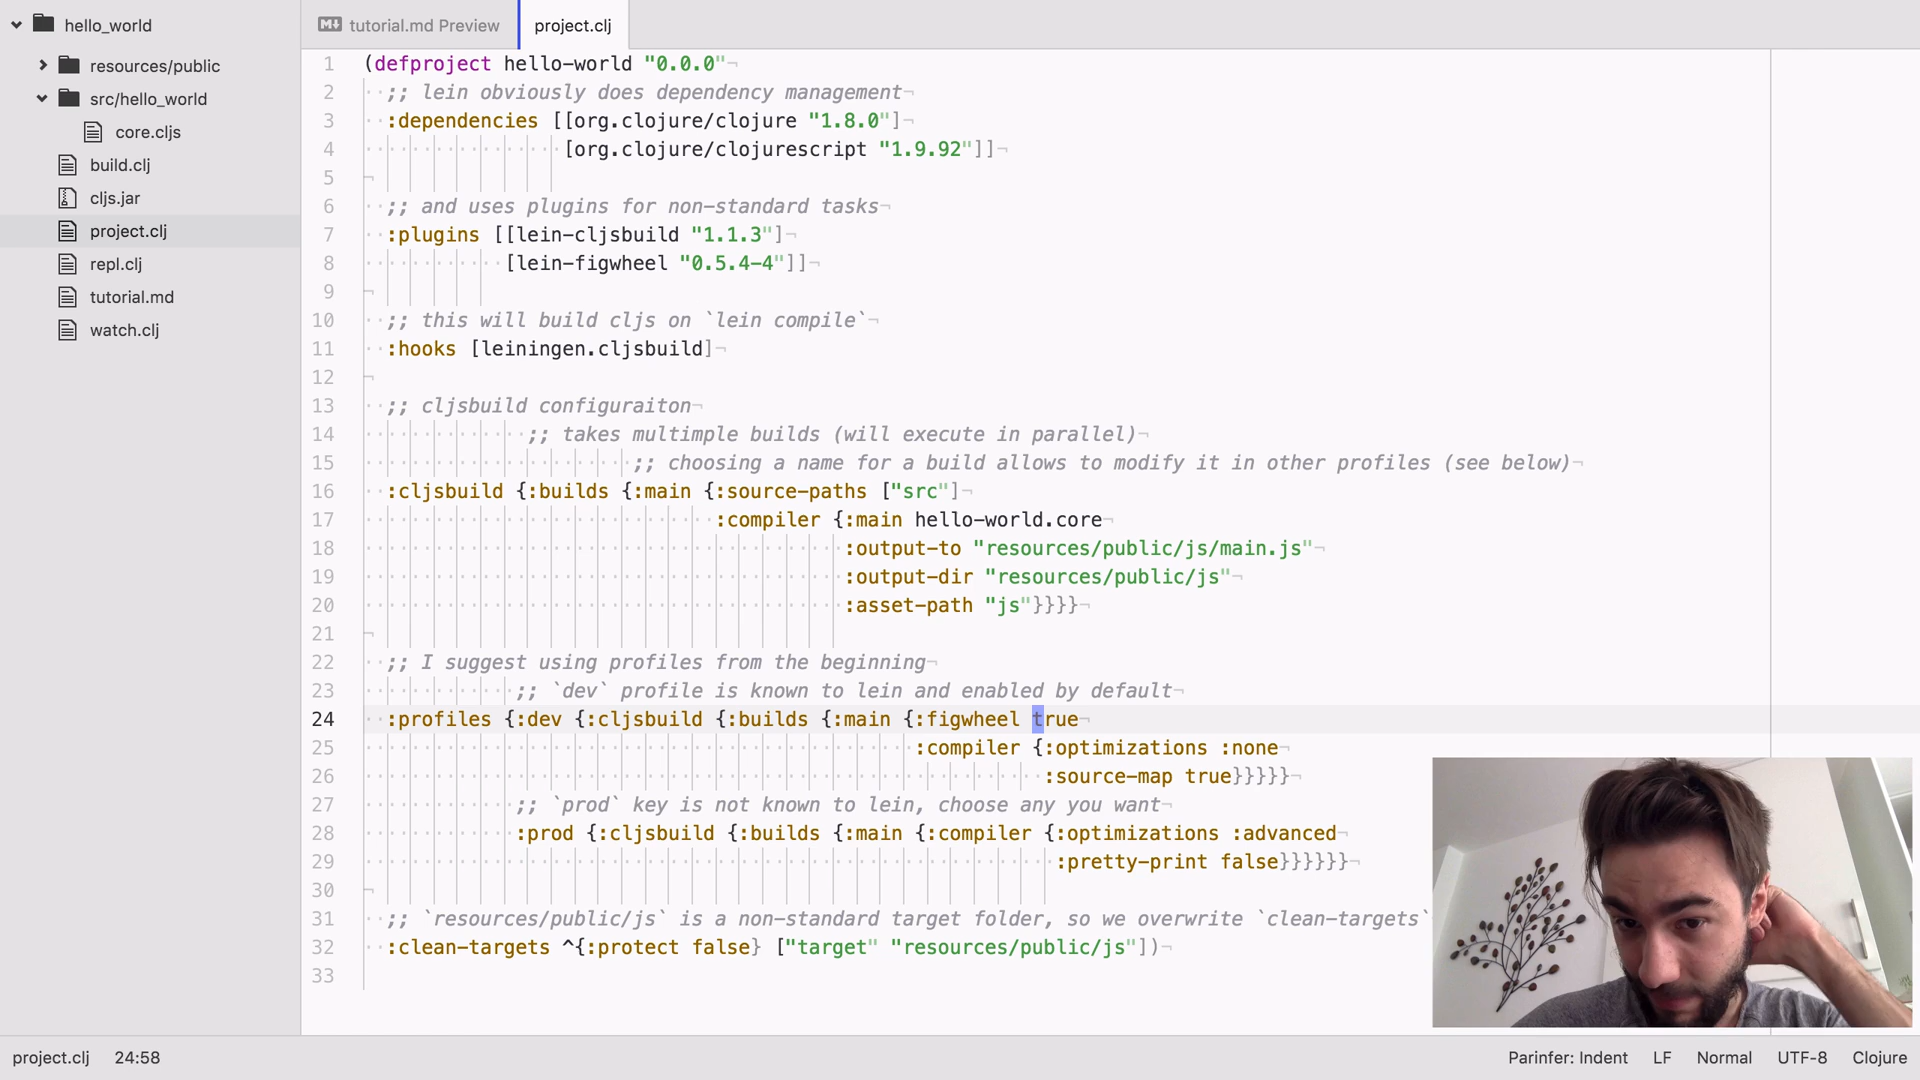 hello_world
resources/public
src/hello_world
core.cljs
build.clj
cljs.jar
project.clj
repl.clj
tutorial.md
watch.clj
tutorial.md Preview
project.clj
1 (defproject hello-world "0.0.0"
2 ;; lein obviously does dependency management
3 :dependencies [[org.clojure/clojure "1.8.0"]
4 [org.clojure/clojurescript "1.9.92"]]
5
6 ;; and uses plugins for non-standard tasks
7 :plugins [[lein-cljsbuild "1.1.3"]
8 [lein-figwheel "0.5.4-4"]]
9
10 ;; this will build cljs on `lein compile`
11 :hooks [leiningen.cljsbuild]
12
13 ;; cljsbuild configuraiton
14 ;; takes multimple builds (will execute in parallel)
15 ;; choosing a name for a build allows to modify it in other profiles (see below)
16 :cljsbuild {:builds {:main {:source-paths ["src"]
17 :compiler {:main hello-world.core
18 :output-to "resources/public/js/main.js"
19 :output-dir "resources/public/js"
20 :asset-path "js"}}}}
21
22 ;; I suggest using profiles from the beginning
23 ;; `dev` profile is known to lein and enabled by default
24 :profiles {:dev {:cljsbuild {:builds {:main {:figwheel true
25 :compiler {:optimizations :none
26 :source-map true}}}}}
27 ;; `prod` key is not known to lein, choose any you want
28 :prod {:cljsbuild {:builds {:main {:compiler {:optimizations :advanced
29 :pretty-print false}}}}}}
30
31 ;; `resources/public/js` is a non-standard target folder, so we overwrite `clean-targets`
32 :clean-targets ^{:protect false} ["target" "resources/public/js"])
33
project.clj 24:58
Parinfer: Indent LF Normal UTF-8 Clojure